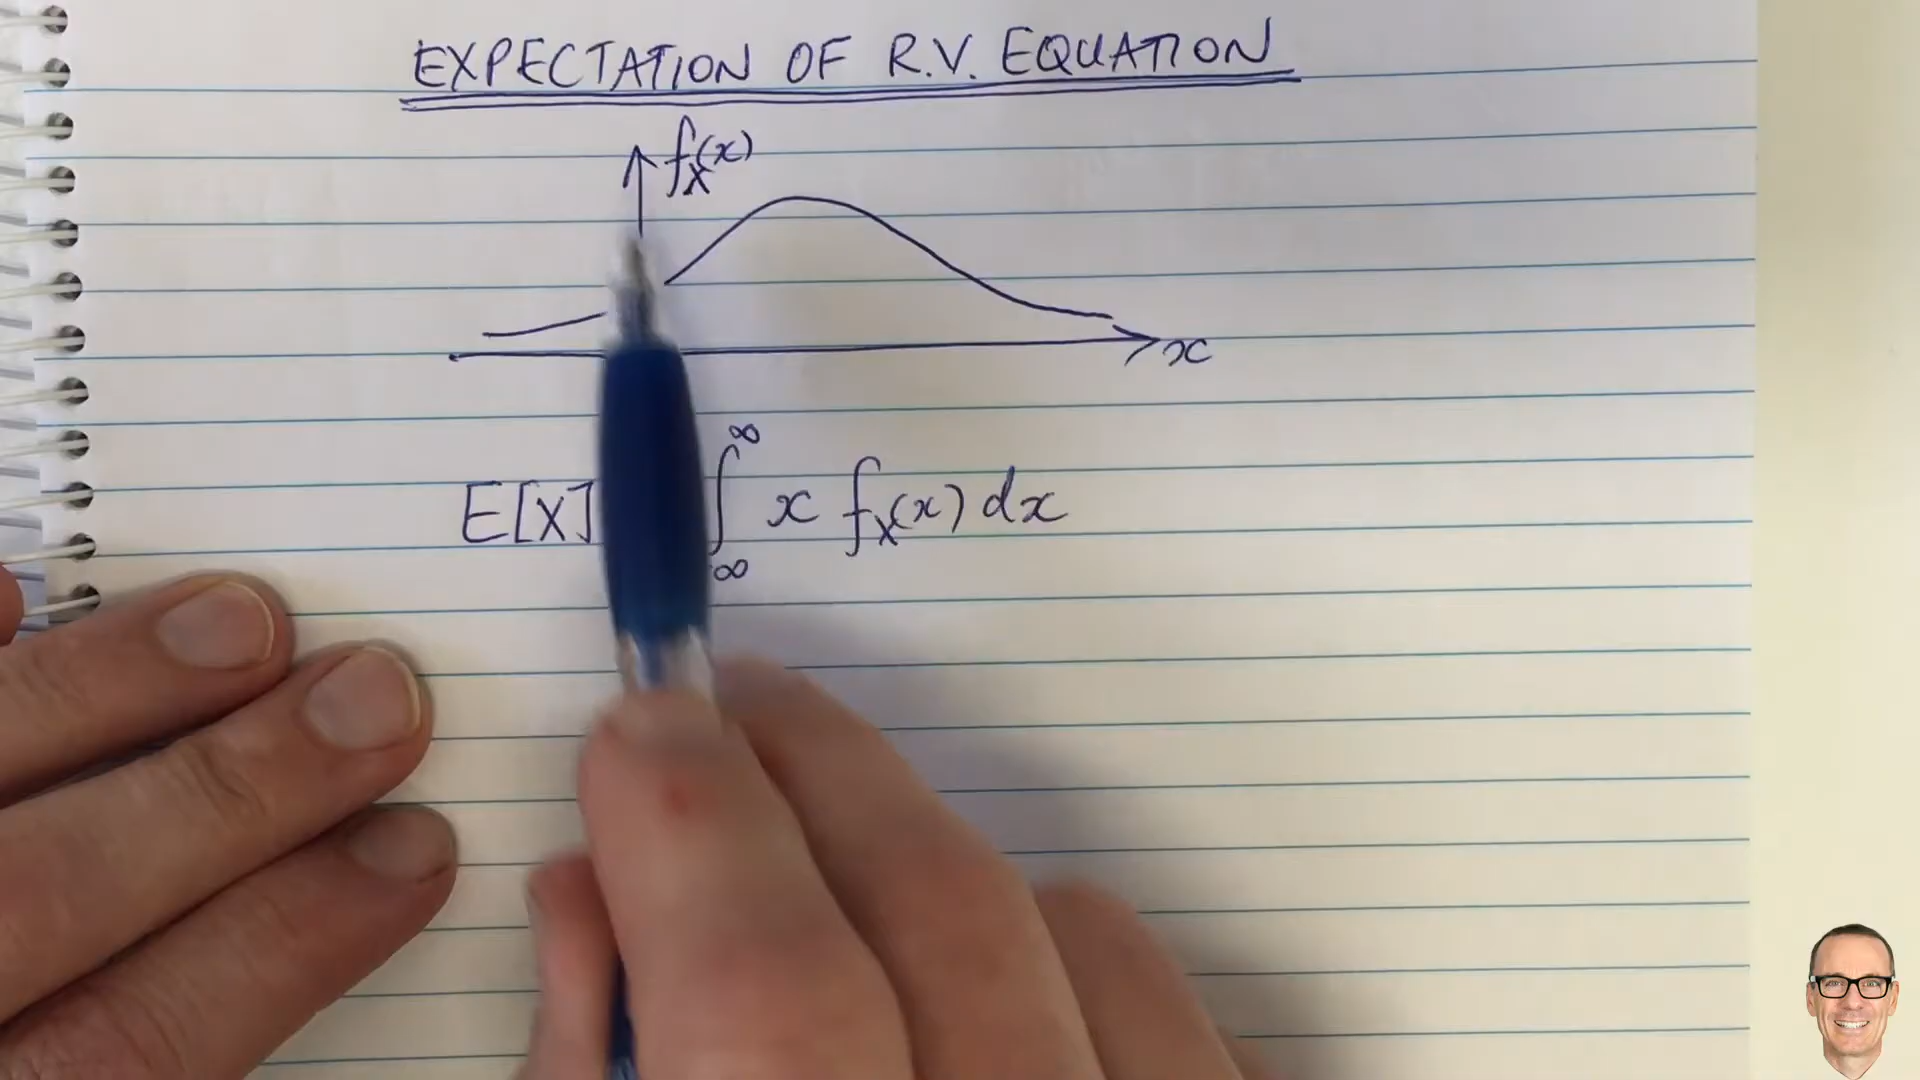 EXPECTATION OF R.V. EQUATION
fX(x)
x
E[X] ∫ ∞ ∞ x fX(x) dx